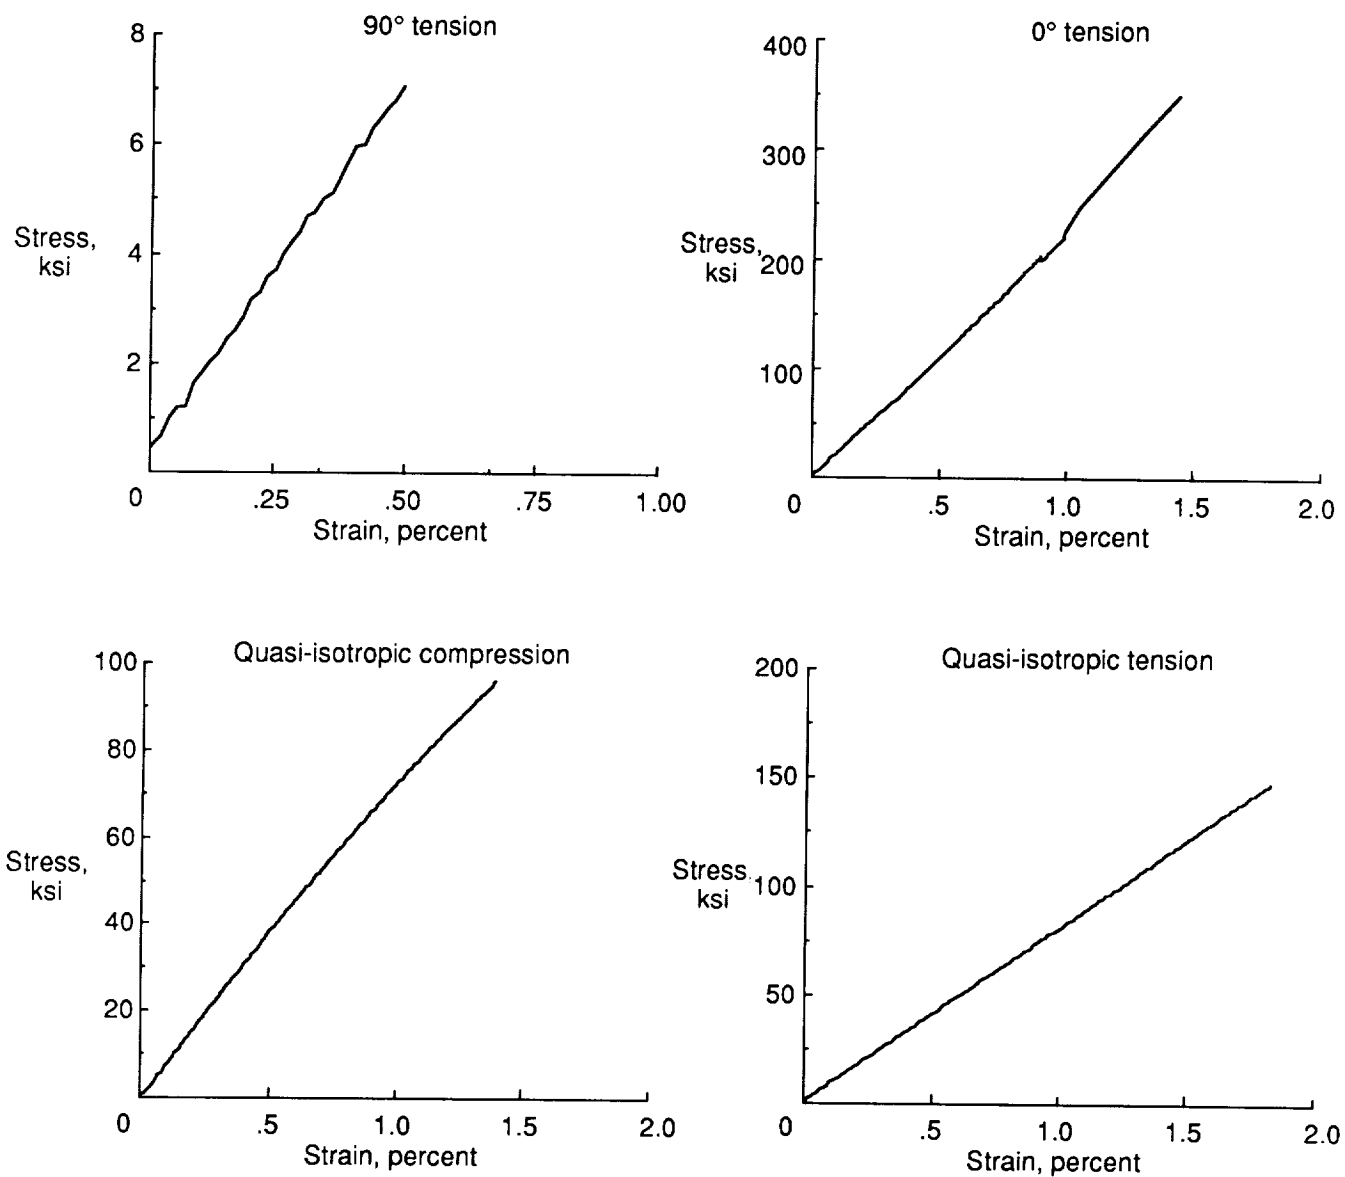 90° tension
8
6
Stress,
ksi
4
2
0 .25 .50 .75 1.00
Strain, percent
0° tension
400
300
Stress,
ksi
200
100
0 .5 1.0 1.5 2.0
Strain, percent
Quasi-isotropic compression
100
80
60
Stress,
ksi
40
20
0 .5 1.0 1.5 2.0
Strain, percent
Quasi-isotropic tension
200
150
Stress,
ksi
100
50
0 .5 1.0 1.5 2.0
Strain, percent